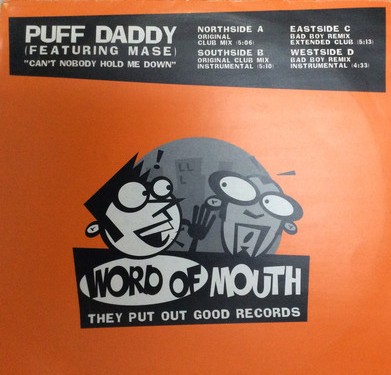 PUFF DADDY
(FEATURING MASE)
"CAN'T NOBODY HOLD ME DOWN"
NORTHSIDE A
ORIGINAL
CLUB MIX (5:06)
SOUTHSIDE B
ORIGINAL CLUB MIX
INSTRUMENTAL (5:10)
EASTSIDE C
BAD BOY REMIX
EXTENDED CLUB (5:13)
WESTSIDE D
BAD BOY REMIX
INSTRUMENTAL (4:33)
WORD OF MOUTH
THEY PUT OUT GOOD RECORDS